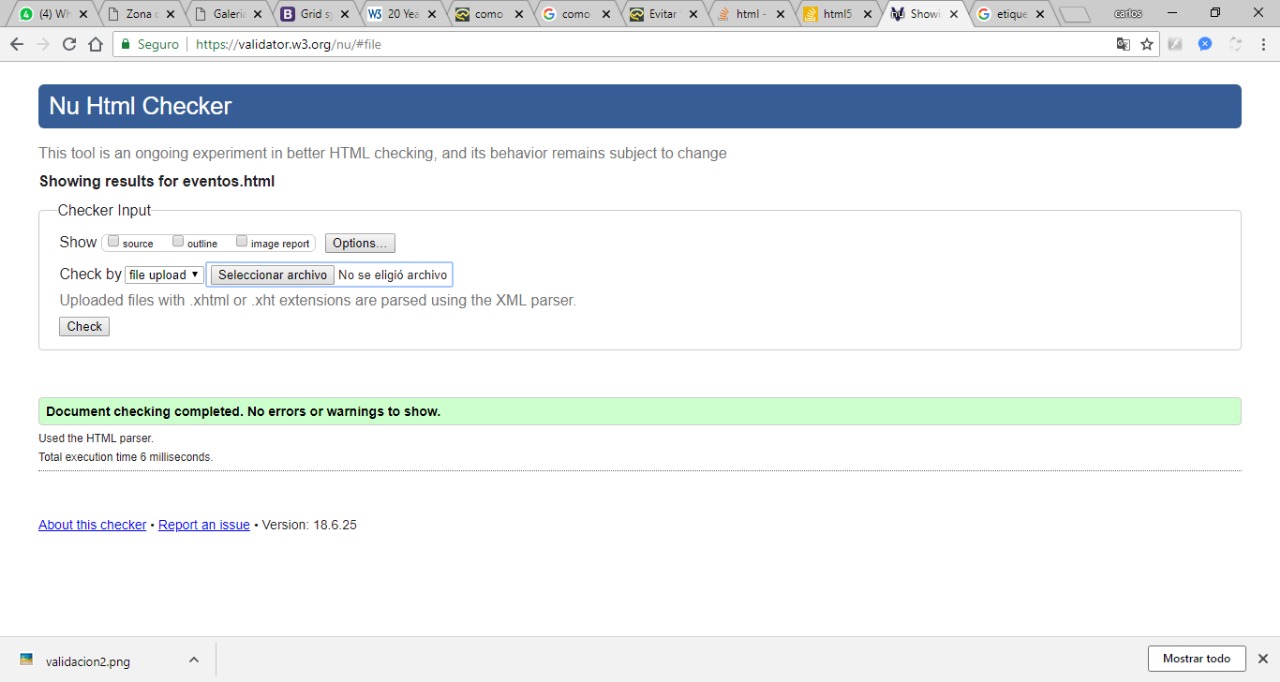 (4) Wh Zona Galeri B Grid sy W3 20 Yea como como Evitar html - html5 Showi etique carlos
Seguro https://validator.w3.org/nu/#file
Nu Html Checker
This tool is an ongoing experiment in better HTML checking, and its behavior remains subject to change
Showing results for eventos.html
Checker Input
Show source outline image report Options...
Check by file upload Seleccionar archivo No se eligió archivo
Uploaded files with .xhtml or .xht extensions are parsed using the XML parser.
Check
Document checking completed. No errors or warnings to show.
Used the HTML parser.
Total execution time 6 milliseconds.
About this checker • Report an issue • Version: 18.6.25
validacion2.png Mostrar todo